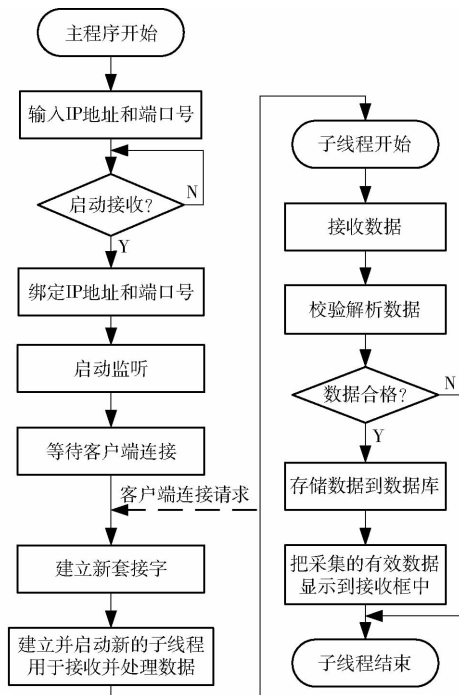 主程序开始
输入IP地址和端口号
启动接收?
N
Y
绑定IP地址和端口号
启动监听
等待客户端连接
客户端连接请求
建立新套接字
建立并启动新的子线程
用于接收并处理数据
子线程开始
接收数据
校验解析数据
数据合格?
N
Y
存储数据到数据库
把采集的有效数据
显示到接收框中
子线程结束